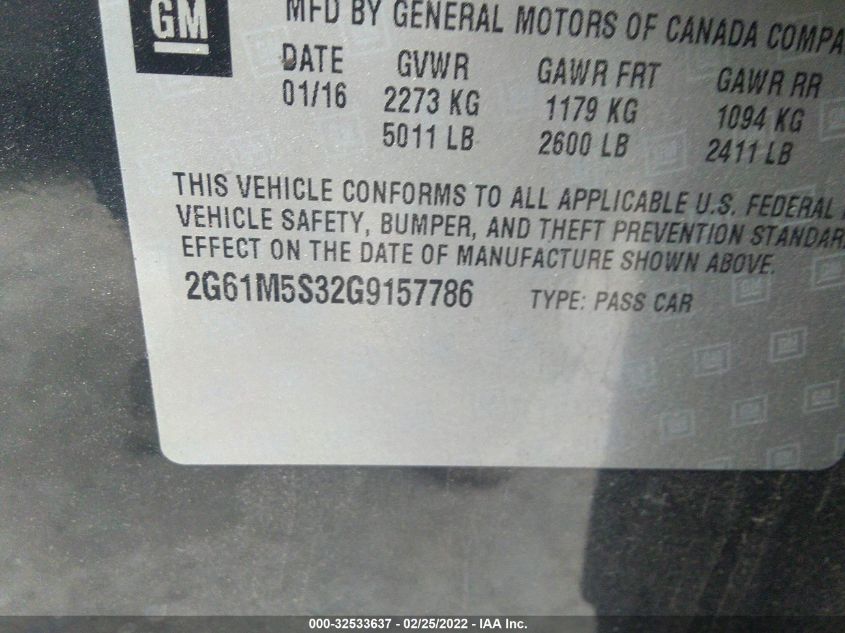 GM
MFD BY GENERAL MOTORS OF CANADA
DATE GVWR GAWR FRT GAWR RR
01/16 2273 KG 1179 KG 1094 KG
5011 LB 2600 LB 2411 LB
THIS VEHICLE CONFORMS TO ALL APPLICABLE U.S. FEDERAL
VEHICLE SAFETY, BUMPER, AND THEFT PREVENTION
EFFECT ON THE DATE OF MANUFACTURE SHOWN ABOVE.
2G61M5S32G9157786 TYPE: PASS CAR
000-32533637 - 02/25/2022 - IAA Inc.